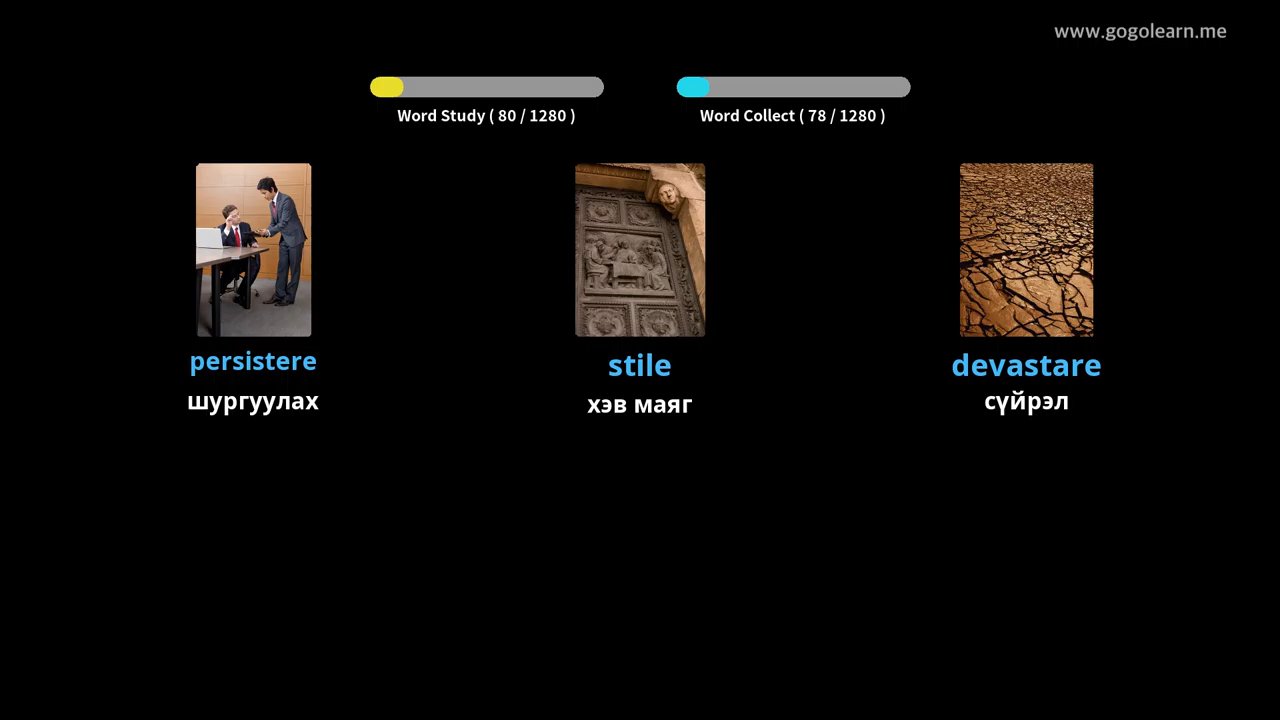 www.gogolearn.me
Word Study ( 80 / 1280 )
Word Collect ( 78 / 1280 )
persistere
stile
devastare
шургуулах
хэв маяг
сүйрэл